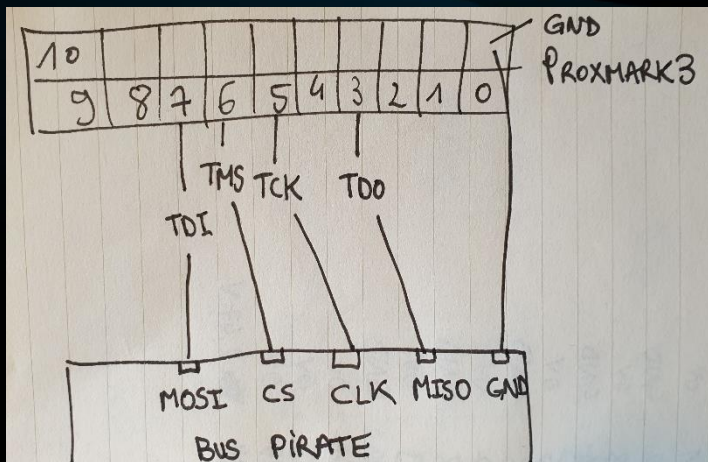 GND
10
PROXMARK3
9 8 7 6 5 4 3 2 1 0
TMS TCK TDO
TDI
MOSI CS CLK MISO GND
BUS PIRATE